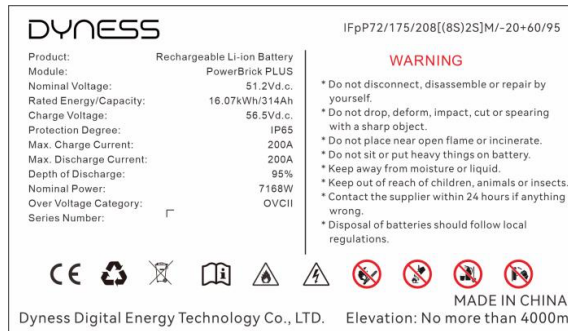 DYNESS
IFpP72/175/208[(8S)2S]M/-20+60/95
Product: Rechargeable Li-ion Battery
Module: PowerBrick PLUS
Nominal Voltage: 51.2Vd.c.
Rated Energy/Capacity: 16.07kWh/314Ah
Charge Voltage: 56.5Vd.c.
Protection Degree: IP65
Max. Charge Current: 200A
Max. Discharge Current: 200A
Depth of Discharge: 95%
Nominal Power: 7168W
Over Voltage Category: OVCII
Series Number:
WARNING
* Do not disconnect, disassemble or repair by
yourself.
* Do not drop, deform, impact, cut or spearing
with a sharp object.
* Do not place near open flame or incinerate.
* Do not sit or put heavy things on battery.
* Keep away from moisture or liquid.
* Keep out of reach of children, animals or insects.
* Contact the supplier within 24 hours if anything
wrong.
* Disposal of batteries should follow local
regulations.
CE
MADE IN CHINA
Dyness Digital Energy Technology Co., LTD. Elevation: No more than 4000m